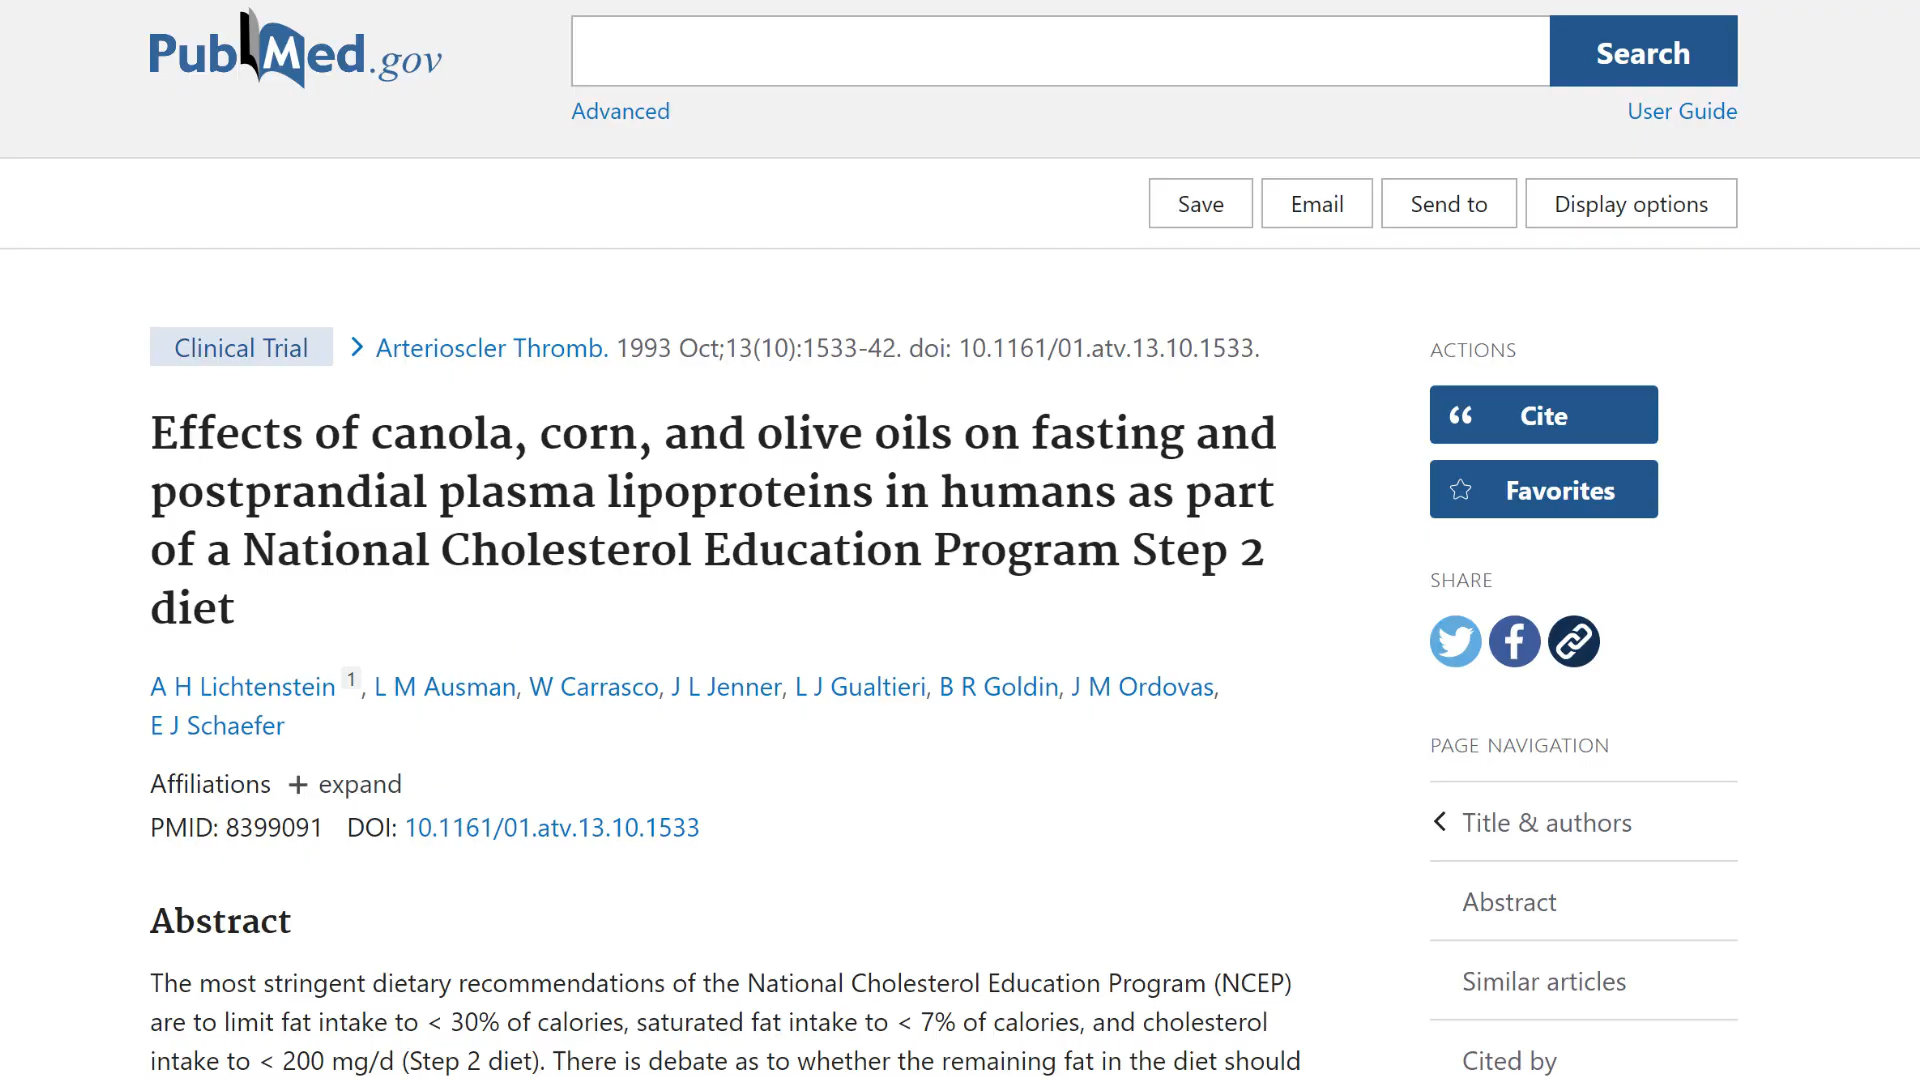 PubMed.gov
Search
Advanced
User Guide
Save
Email
Send to
Display options
Clinical Trial > Arterioscler Thromb. 1993 Oct;13(10):1533-42. doi: 10.1161/01.atv.13.10.1533.
Effects of canola, corn, and olive oils on fasting and
postprandial plasma lipoproteins in humans as part
of a National Cholesterol Education Program Step 2
diet
A H Lichtenstein 1, L M Ausman, W Carrasco, J L Jenner, L J Gualtieri, B R Goldin, J M Ordovas,
E J Schaefer
Affiliations + expand
PMID: 8399091 DOI: 10.1161/01.atv.13.10.1533
Abstract
The most stringent dietary recommendations of the National Cholesterol Education Program (NCEP)
are to limit fat intake to < 30% of calories, saturated fat intake to < 7% of calories, and cholesterol
intake to < 200 mg/d (Step 2 diet). There is debate as to whether the remaining fat in the diet should
ACTIONS
Cite
Favorites
SHARE
PAGE NAVIGATION
Title & authors
Abstract
Similar articles
Cited by